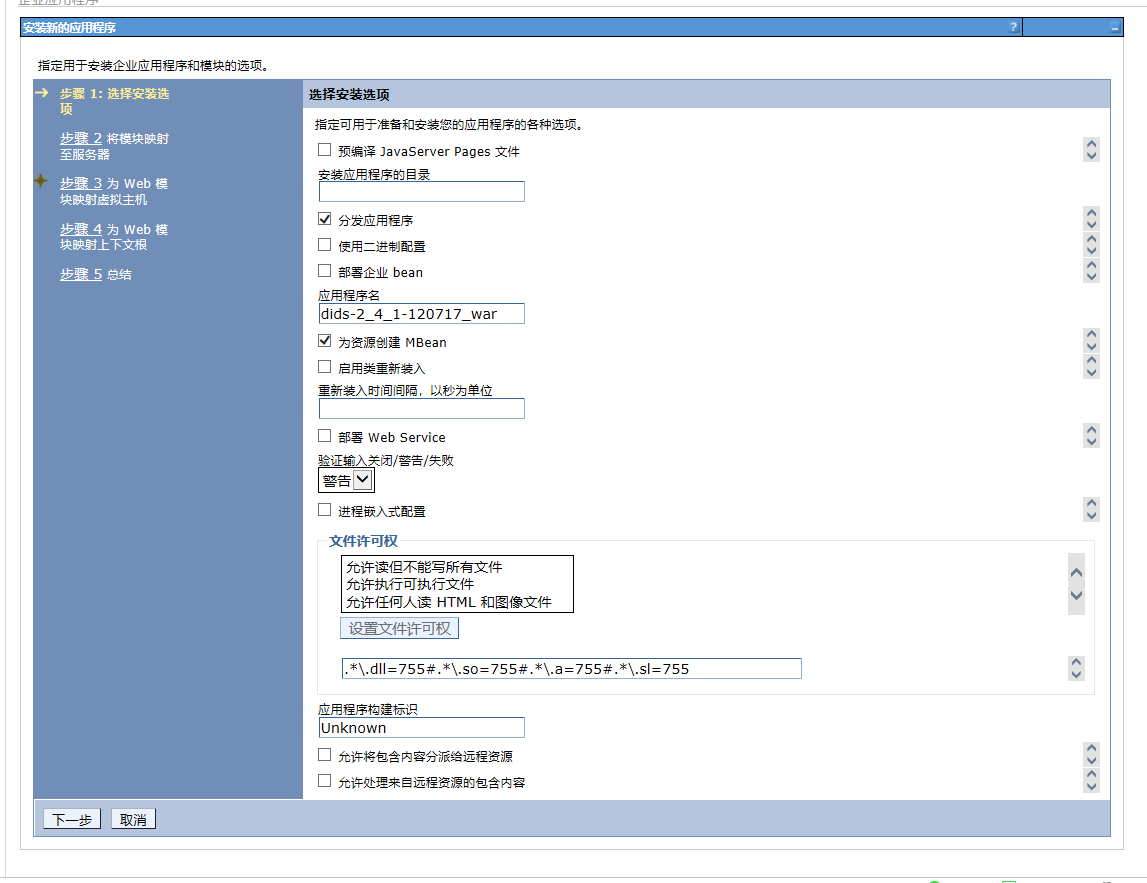 企业应用程序
安装新的应用程序
?
指定用于安装企业应用程序和模块的选项。
步骤 1: 选择安装选
项
步骤 2 将模块映射
至服务器
步骤 3 为 Web 模
块映射虚拟主机
步骤 4 为 Web 模
块映射上下文根
步骤 5 总结
选择安装选项
指定可用于准备和安装您的应用程序的各种选项。
预编译 JavaServer Pages 文件
安装应用程序的目录
分发应用程序
使用二进制配置
部署企业 bean
应用程序名
dids-2_4_1-120717_war
为资源创建 MBean
启用类重新装入
重新装入时间间隔，以秒为单位
部署 Web Service
验证输入关闭/警告/失败
警告
进程嵌入式配置
文件许可权
允许读但不能写所有文件
允许执行可执行文件
允许任何人读 HTML 和图像文件
设置文件许可权
.*\.dll=755#.*\.so=755#.*\.a=755#.*\.sl=755
应用程序构建标识
Unknown
允许将包含内容分派给远程资源
允许处理来自远程资源的包含内容
下一步 取消